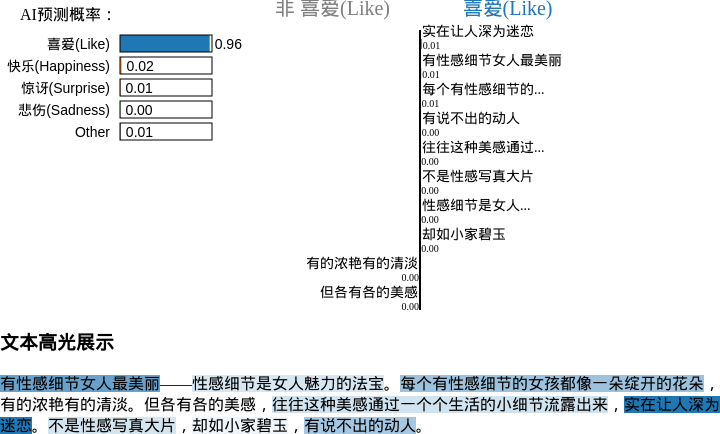 AI预测概率：
非 喜爱(Like)
喜爱(Like)
喜爱(Like) 0.96
快乐(Happiness) 0.02
惊讶(Surprise) 0.01
悲伤(Sadness) 0.00
Other 0.01
实在让人深为迷恋
0.01
有性感细节女人最美丽
0.01
每个有性感细节的...
0.01
有说不出的动人
0.00
往往这种美感通过...
0.00
不是性感写真大片
0.00
性感细节是女人...
0.00
却如小家碧玉
0.00
有的浓艳有的清淡
0.00
但各有各的美感
0.00
文本高光展示
有性感细节女人最美丽——性感细节是女人魅力的法宝。每个有性感细节的女孩都像一朵绽开的花朵，
有的浓艳有的清淡。但各有各的美感，往往这种美感通过一个个生活的小细节流露出来，实在让人深为
迷恋。不是性感写真大片，却如小家碧玉，有说不出的动人。